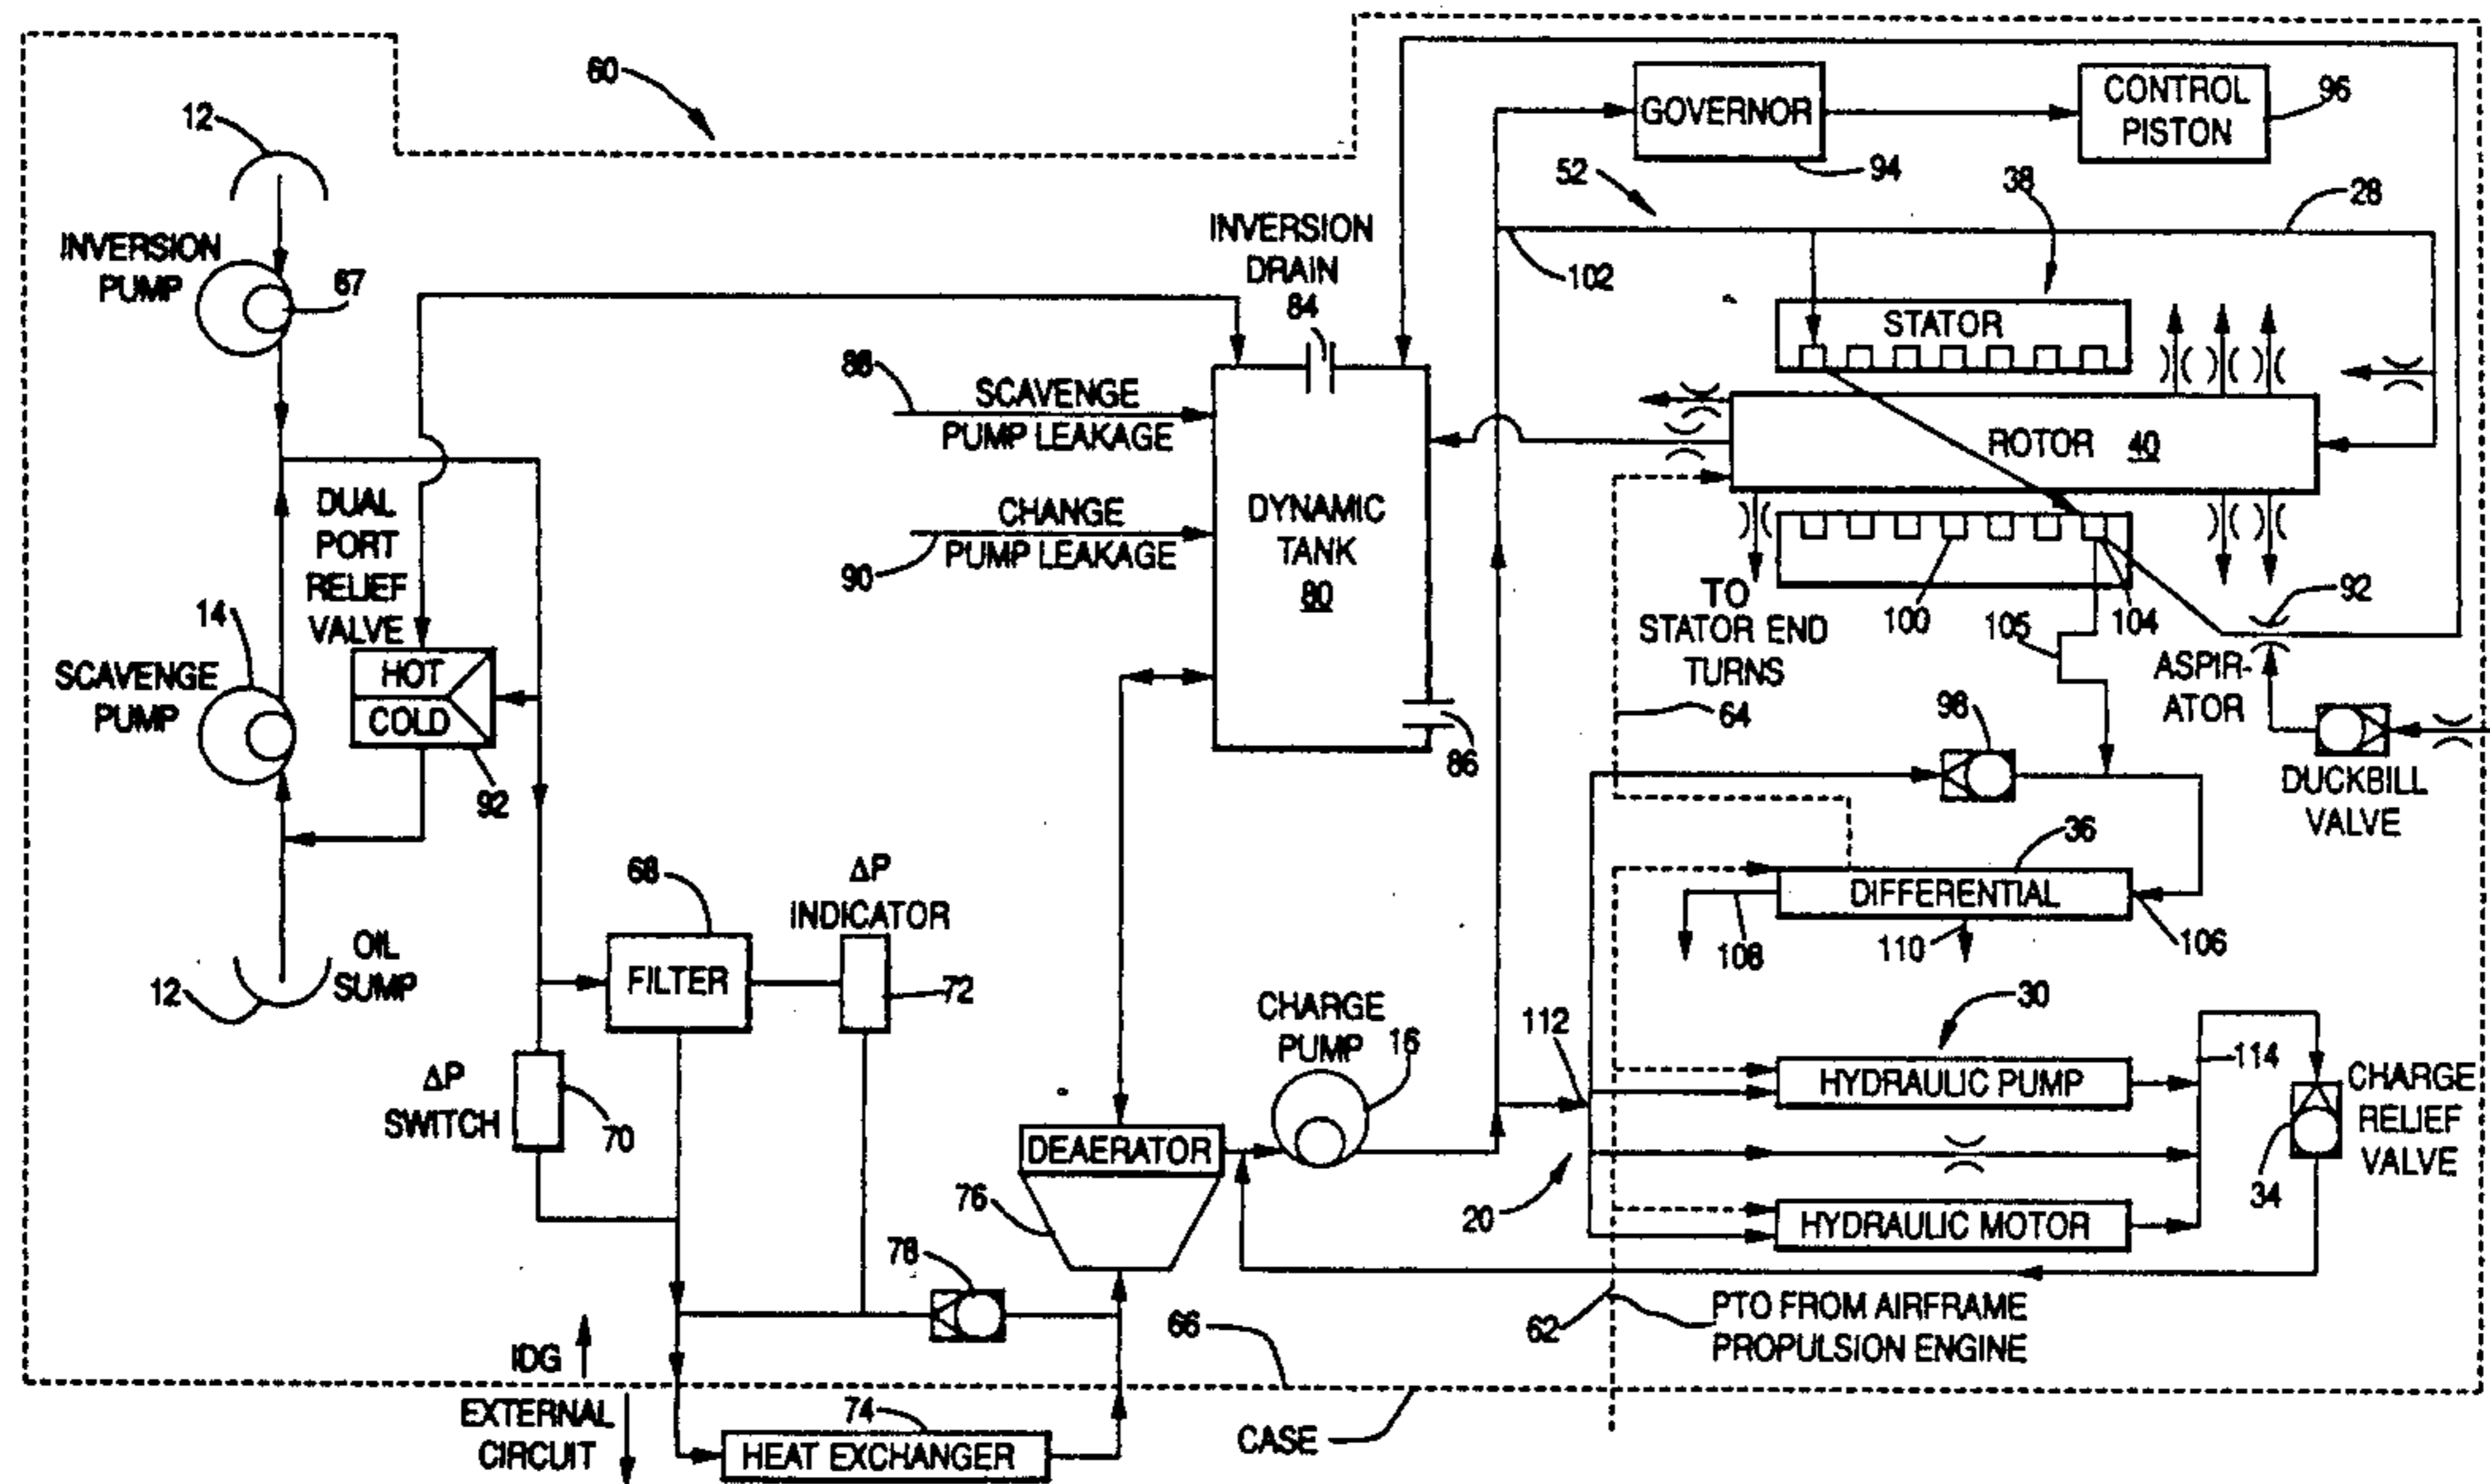 60
12
GOVERNOR
CONTROL
PISTON
96
94
52
38
28
INVERSION
PUMP
67
INVERSION
DRAIN
84
102
STATOR
88
SCAVENGE
PUMP LEAKAGE
ROTOR 40
DUAL
PORT
RELIEF
VALVE
CHANGE
PUMP LEAKAGE
90
DYNAMIC
TANK
80
14
SCAVENGE
PUMP
HOT
COLD
92
86
TO
STATOR END
TURNS
64
100
105
104
92
ASPIR-
ATOR
98
DUCKBILL
VALVE
36
DIFFERENTIAL
108
110
106
68
ΔP
INDICATOR
OIL
SUMP
12
FILTER
72
CHARGE
PUMP
16
112
30
114
HYDRAULIC PUMP
CHARGE
RELIEF
VALVE
34
ΔP
SWITCH
70
DEAERATOR
76
20
HYDRAULIC MOTOR
78
62
PTO FROM AIRFRAME
PROPULSION ENGINE
66
IDG
EXTERNAL
CIRCUIT
74
HEAT EXCHANGER
CASE